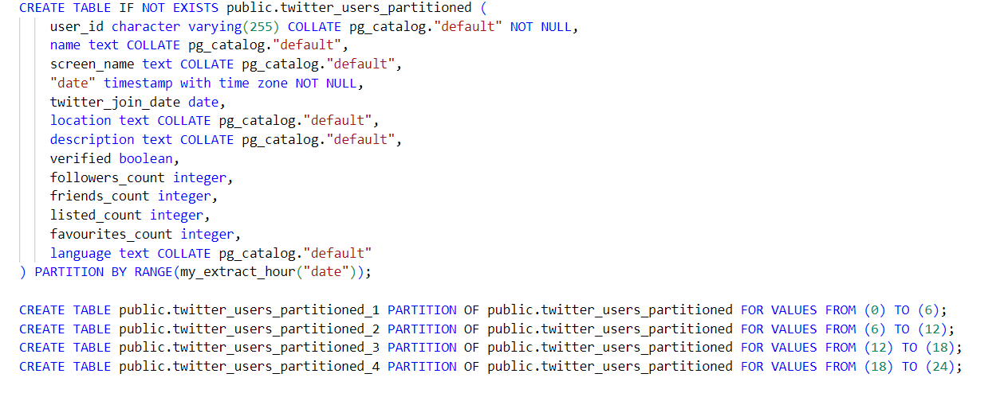 CREATE TABLE IF NOT EXISTS public.twitter_users_partitioned (
    user_id character varying(255) COLLATE pg_catalog."default" NOT NULL,
    name text COLLATE pg_catalog."default",
    screen_name text COLLATE pg_catalog."default",
    "date" timestamp with time zone NOT NULL,
    twitter_join_date date,
    location text COLLATE pg_catalog."default",
    description text COLLATE pg_catalog."default",
    verified boolean,
    followers_count integer,
    friends_count integer,
    listed_count integer,
    favourites_count integer,
    language text COLLATE pg_catalog."default"
) PARTITION BY RANGE(my_extract_hour("date"));

CREATE TABLE public.twitter_users_partitioned_1 PARTITION OF public.twitter_users_partitioned FOR VALUES FROM (0) TO (6);
CREATE TABLE public.twitter_users_partitioned_2 PARTITION OF public.twitter_users_partitioned FOR VALUES FROM (6) TO (12);
CREATE TABLE public.twitter_users_partitioned_3 PARTITION OF public.twitter_users_partitioned FOR VALUES FROM (12) TO (18);
CREATE TABLE public.twitter_users_partitioned_4 PARTITION OF public.twitter_users_partitioned FOR VALUES FROM (18) TO (24);